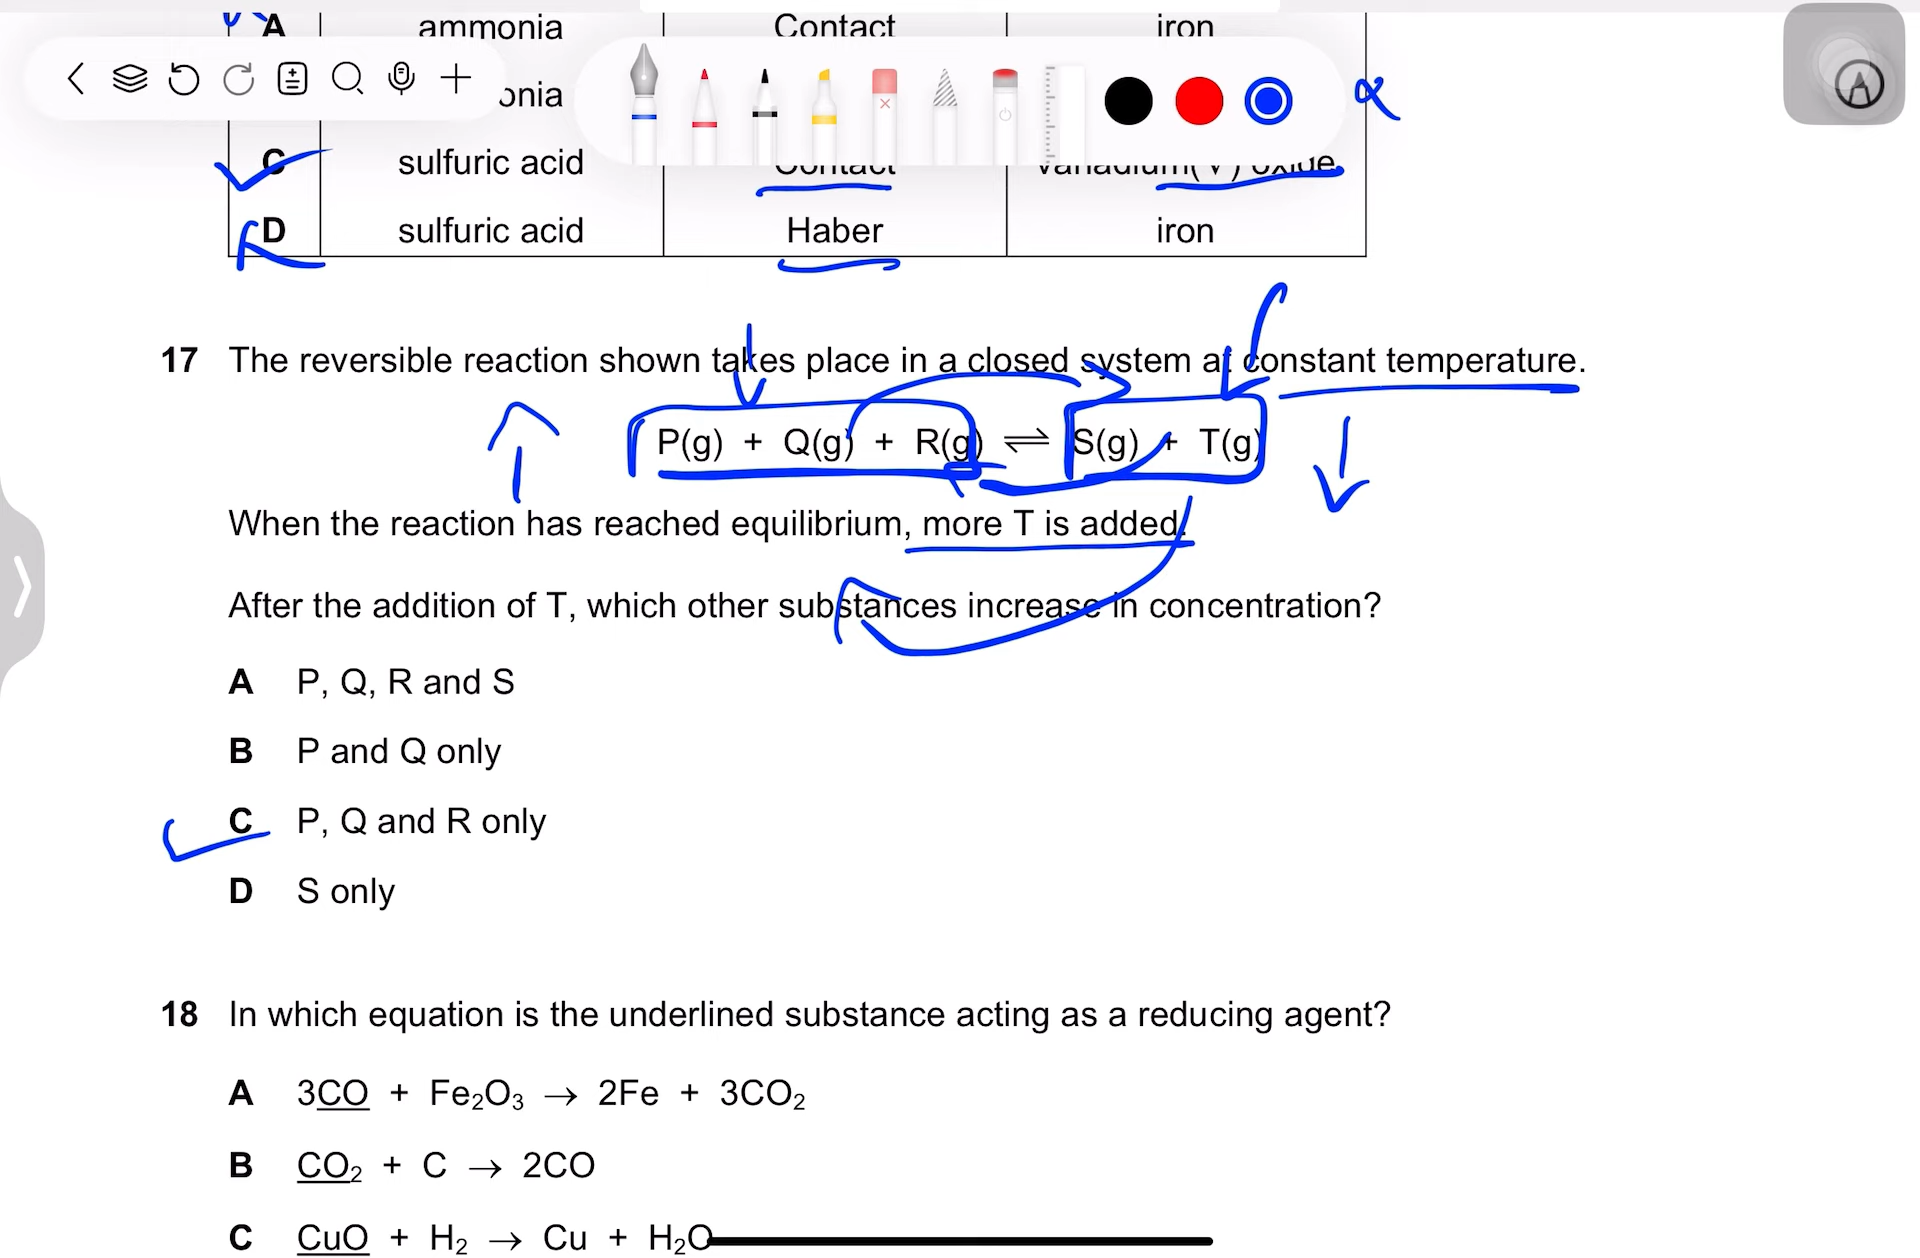 A ammonia Contact iron
onia
C sulfuric acid Contact vanadium(V) oxide
D sulfuric acid Haber iron
17 The reversible reaction shown takes place in a closed system at constant temperature.
P(g) + Q(g) + R(g) ⇌ S(g) + T(g)
When the reaction has reached equilibrium, more T is added.
After the addition of T, which other substances increase in concentration?
A P, Q, R and S
B P and Q only
C P, Q and R only
D S only
18 In which equation is the underlined substance acting as a reducing agent?
A 3CO + Fe₂O₃ → 2Fe + 3CO₂
B CO₂ + C → 2CO
C CuO + H₂ → Cu + H₂O